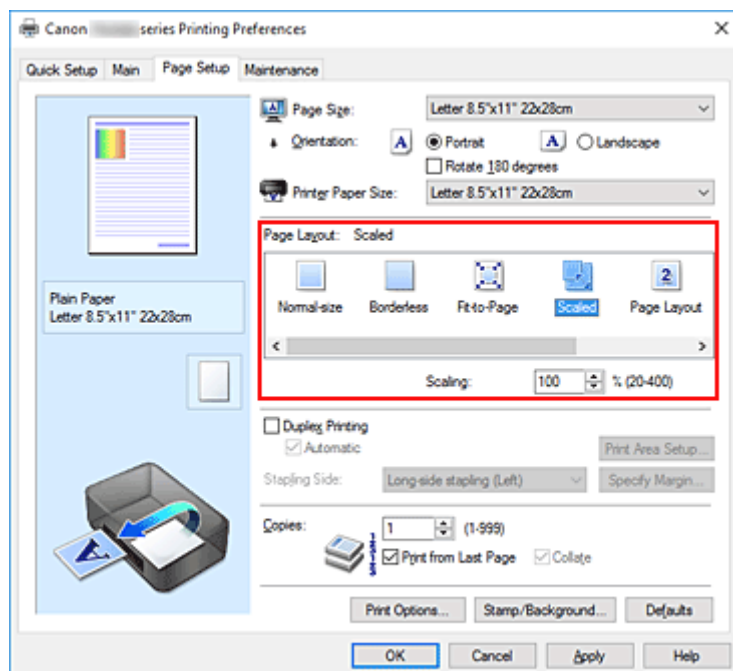 Canon series Printing Preferences
Quick Setup Main Page Setup Maintenance
Page Size: Letter 8.5"x11" 22x28cm
Orientation: A Portrait A Landscape
Rotate 180 degrees
Printer Paper Size: Letter 8.5"x11" 22x28cm
Page Layout: Scaled
2
Normal-size Borderless Fit-to-Page Scaled Page Layout
Plain Paper
Letter 8.5"x11" 22x28cm
Scaling: 100 % (20-400)
Duplex Printing
Automatic
Print Area Setup...
Stapling Side: Long-side stapling (Left) Specify Margin...
Copies: 1 (1-999)
Print from Last Page Collate
A
Print Options... Stamp/Background... Defaults
OK Cancel Apply Help